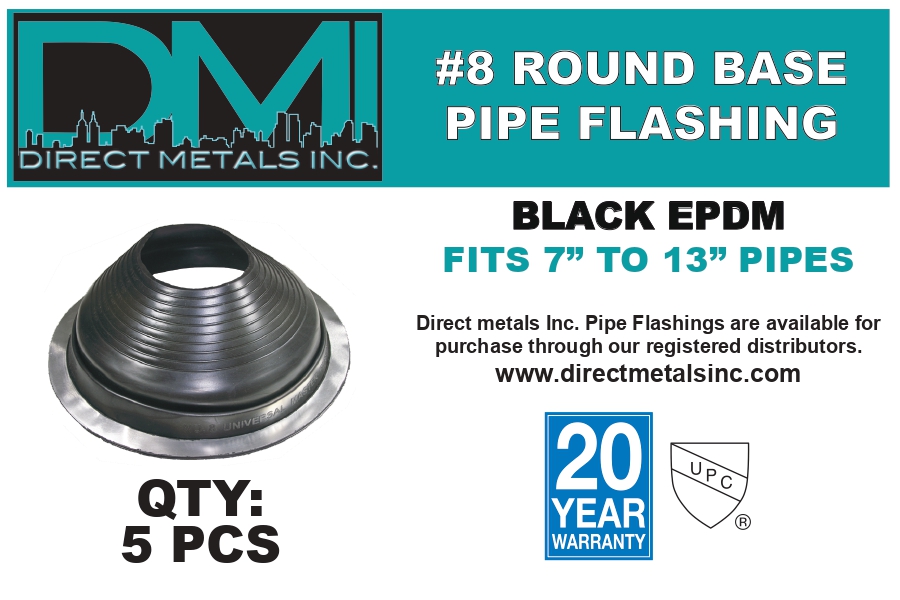 DMI
DIRECT METALS INC.
#8 ROUND BASE
PIPE FLASHING
BLACK EPDM
FITS 7” TO 13” PIPES
Direct metals Inc. Pipe Flashings are available for
purchase through our registered distributors.
www.directmetalsinc.com
UNIVERSAL
QTY:
5 PCS
20
YEAR
WARRANTY
UPC
®